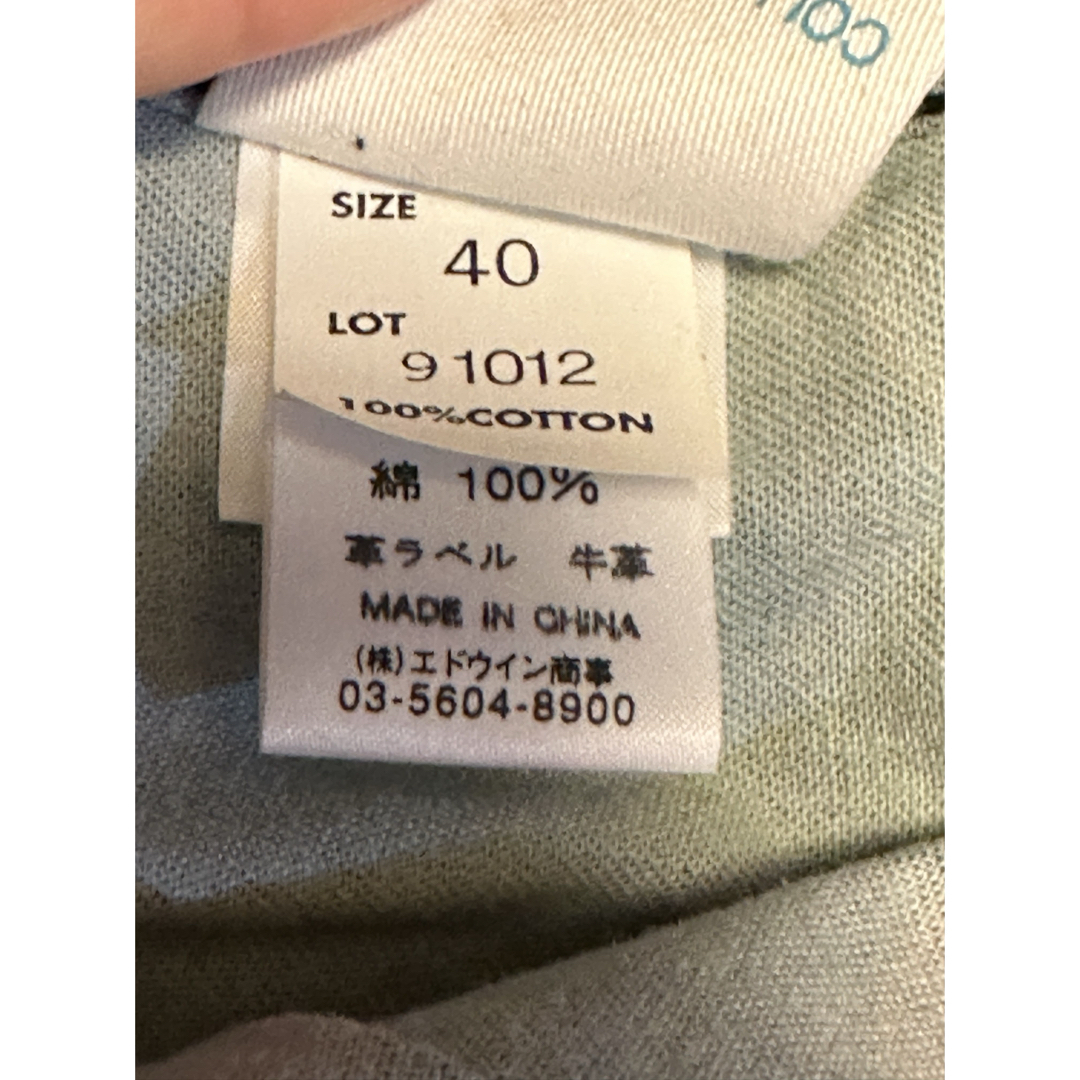 SIZE
40
LOT
91012
100%COTTON
綿 100%
革ラベル 牛革
MADE IN CHINA
(株)エドウイン商事
03-5604-8900